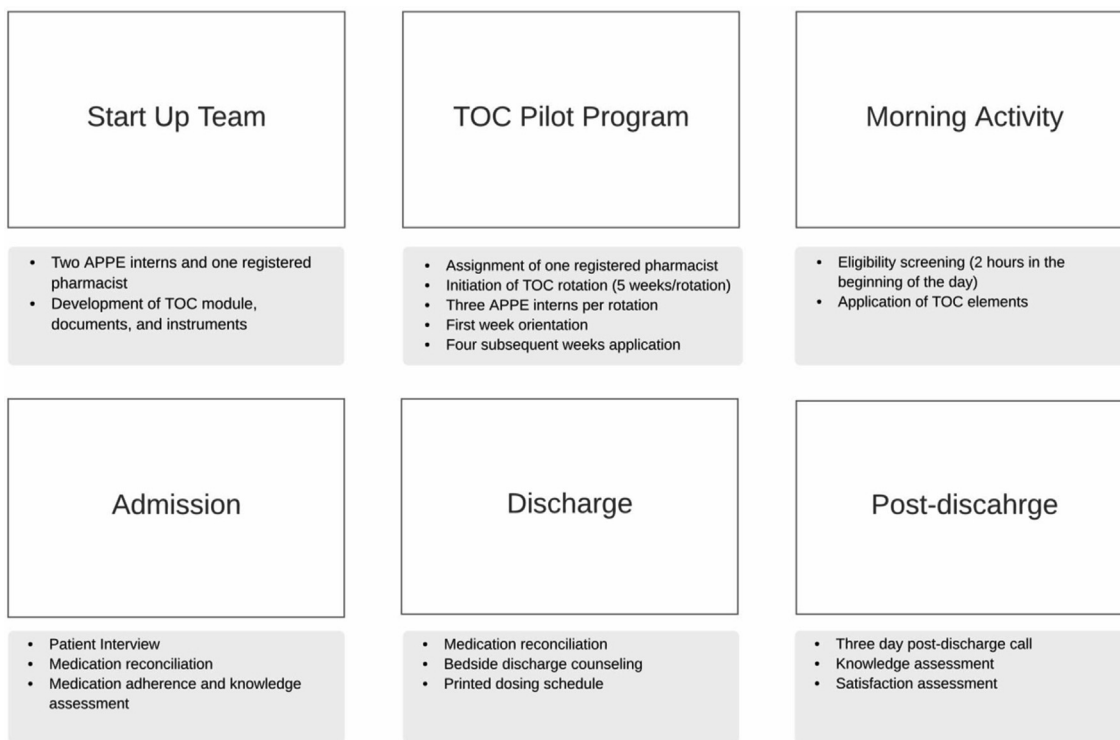 Start Up Team
• Two APPE interns and one registered
pharmacist
• Development of TOC module,
documents, and instruments
TOC Pilot Program
• Assignment of one registered pharmacist
• Initiation of TOC rotation (5 weeks/rotation)
• Three APPE interns per rotation
• First week orientation
• Four subsequent weeks application
Morning Activity
• Eligibility screening (2 hours in the
beginning of the day)
• Application of TOC elements
Admission
• Patient Interview
• Medication reconciliation
• Medication adherence and knowledge
assessment
Discharge
• Medication reconciliation
• Bedside discharge counseling
• Printed dosing schedule
Post-discahrge
• Three day post-discharge call
• Knowledge assessment
• Satisfaction assessment